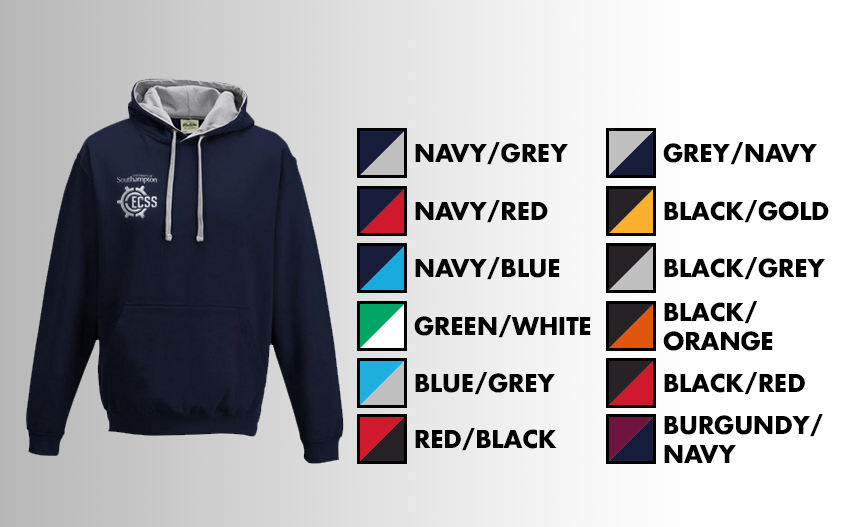 Southampton
ECSS
NAVY/GREY
NAVY/RED
NAVY/BLUE
GREEN/WHITE
BLUE/GREY
RED/BLACK
GREY/NAVY
BLACK/GOLD
BLACK/GREY
BLACK/
ORANGE
BLACK/RED
BURGUNDY/
NAVY